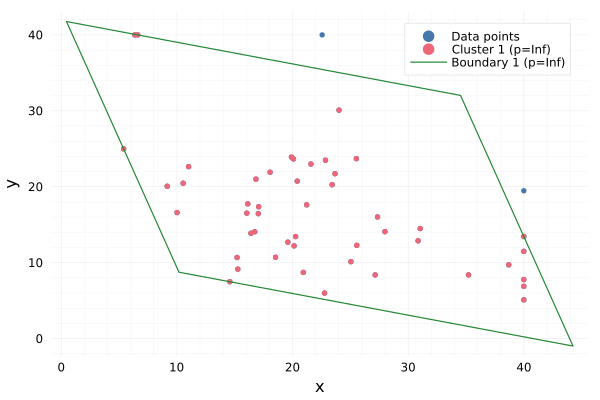 Data points
Cluster 1 (p=Inf)
Boundary 1 (p=Inf)
40
30
20
10
0
y
0 10 20 30 40
x